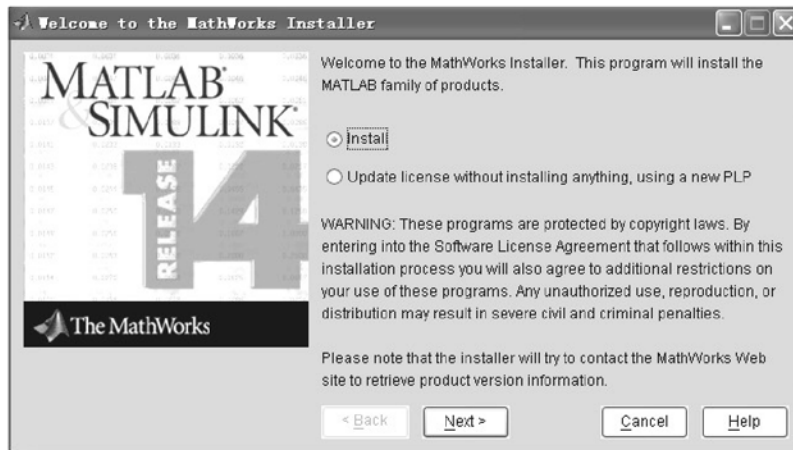 Welcome to the MathWorks Installer
MATLAB®
&SIMULINK®
RELEASE
14
The MathWorks
Welcome to the MathWorks Installer. This program will install the
MATLAB family of products.
Install
Update license without installing anything, using a new PLP
WARNING: These programs are protected by copyright laws. By
entering into the Software License Agreement that follows within this
installation process you will also agree to additional restrictions on
your use of these programs. Any unauthorized use, reproduction, or
distribution may result in severe civil and criminal penalties.
Please note that the installer will try to contact the MathWorks Web
site to retrieve product version information.
< Back
Next >
Cancel
Help